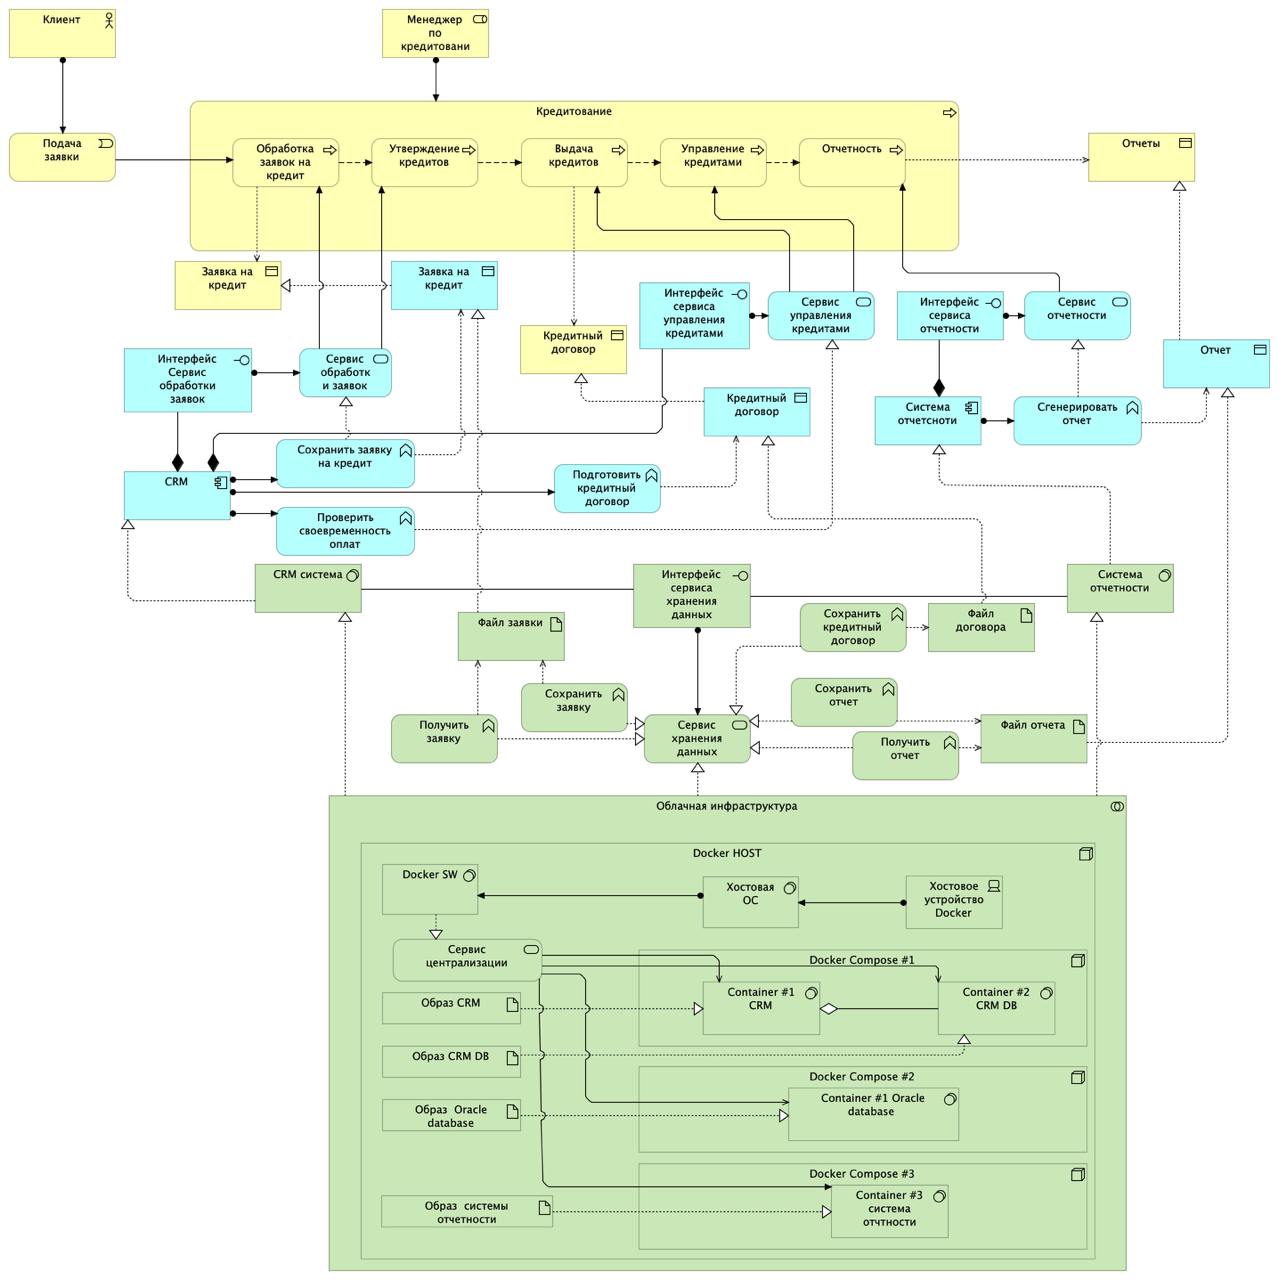 Клиент
Менеджер
по
кредитовани
Кредитование
Подача
заявки
Обработка
заявок на
кредит
Утверждение
кредитов
Выдача
кредитов
Управление
кредитами
Отчетность
Отчеты
Заявка на
кредит
Заявка на
кредит
Интерфейс
сервиса
управления
кредитами
Сервис
управления
кредитами
Интерфейс
сервиса
отчетности
Сервис
отчетности
Кредитный
договор
Отчет
Интерфейс
Сервис
обработки
заявок
Сервис
обработк
и заявок
Кредитный
договор
Система
отчетсноти
Сгенерировать
отчет
CRM
Сохранить заявку
на кредит
Подготовить
кредитный
договор
Проверить
своевременность
оплат
CRM система
Интерфейс
сервиса
хранения
данных
Система
отчетности
Файл заявки
Сохранить
кредитный
договор
Файл
договора
Получить
заявку
Сохранить
заявку
Сервис
хранения
данных
Сохранить
отчет
Получить
отчет
Файл отчета
Облачная инфраструктура
Docker HOST
Docker SW
Хостовая
ОС
Хостовое
устройство
Docker
Сервис
централизации
Docker Compose #1
Образ CRM
Container #1
CRM
Container #2
CRM DB
Образ CRM DB
Docker Compose #2
Образ Oracle
database
Container #1 Oracle
database
Docker Compose #3
Образ системы
отчетности
Container #3
система
отчтности